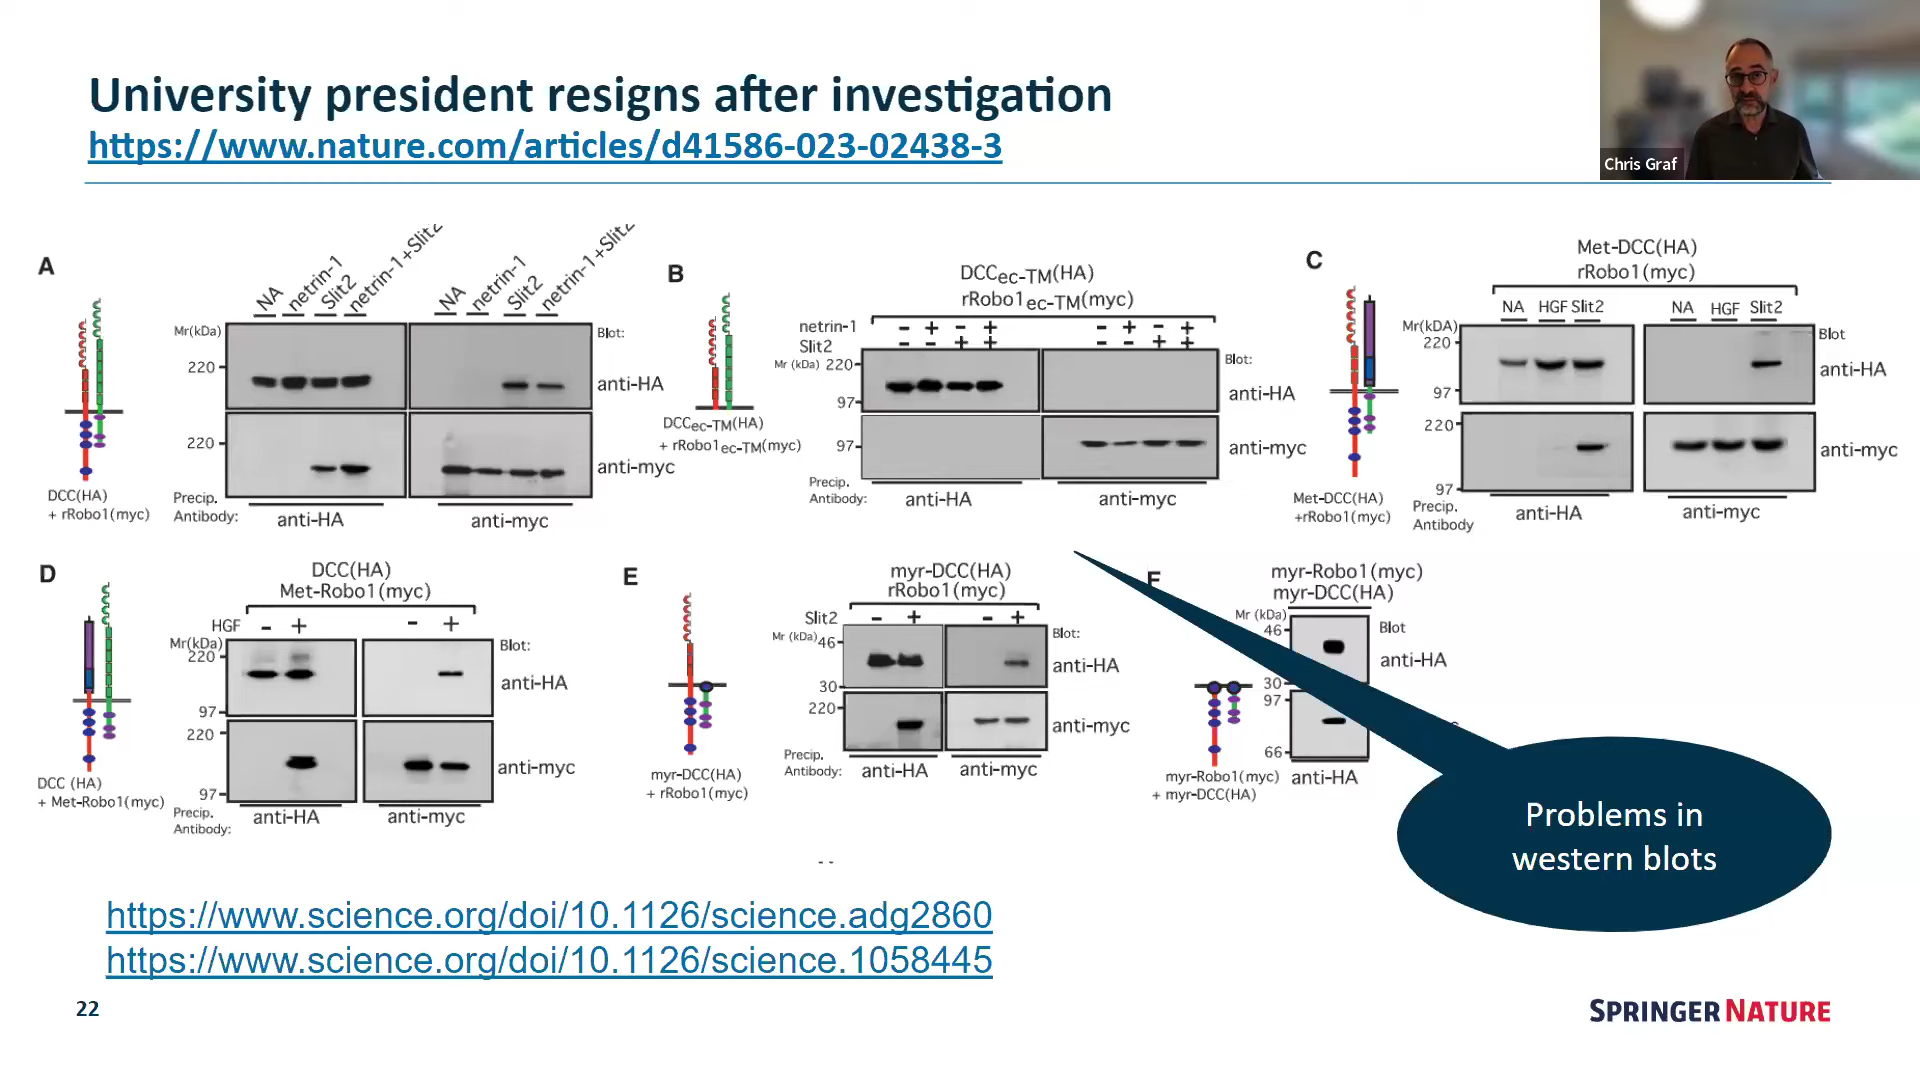 University president resigns after investigation
https://www.nature.com/articles/d41586-023-02438-3
Chris Graf
A
NA netrin-1 Slit2 netrin-1+Slit2 NA netrin-1 Slit2 netrin-1+Slit2
Mr(kDa)
Blot:
220
anti-HA
220
anti-myc
DCC(HA)
+ rRobo1(myc)
Precip.
Antibody:
anti-HA anti-myc
B
DCCec-TM(HA)
rRobo1ec-TM(myc)
netrin-1 - + - + - + - +
Slit2 - - + + - - + +
Mr (kDa) 220
Blot:
anti-HA
97
97
anti-myc
DCCec-TM(HA)
+ rRobo1ec-TM(myc)
Precip.
Antibody:
anti-HA anti-myc
C
Met-DCC(HA)
rRobo1(myc)
NA HGF Slit2 NA HGF Slit2
Mr(kDA)
220
Blot
anti-HA
97
220
anti-myc
97
Met-DCC(HA)
+rRobo1(myc)
Precip.
Antibody
anti-HA anti-myc
D
DCC(HA)
Met-Robo1(myc)
HGF - + - +
Mr(kDa)
220
Blot:
anti-HA
97
220
anti-myc
97
DCC (HA)
+ Met-Robo1(myc)
Precip.
Antibody:
anti-HA anti-myc
E
myr-DCC(HA)
rRobo1(myc)
Slit2 - + - +
Mr (kDa) 46
Blot:
anti-HA
30
220
anti-myc
myr-DCC(HA)
+ rRobo1(myc)
Precip.
Antibody:
anti-HA anti-myc
F
myr-Robo1(myc)
myr-DCC(HA)
Mr (kDa)
46
Blot
anti-HA
30
97
66
myr-Robo1(myc)
+ myr-DCC(HA)
anti-HA
Problems in
western blots
https://www.science.org/doi/10.1126/science.adg2860
https://www.science.org/doi/10.1126/science.1058445
22
SPRINGER NATURE